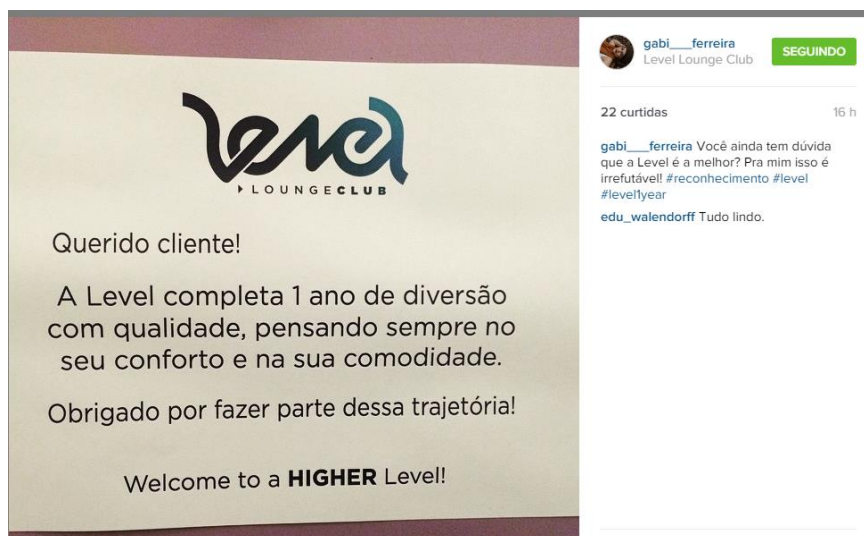 Level
LOUNGECLUB
Querido cliente!
A Level completa 1 ano de diversão
com qualidade, pensando sempre no
seu conforto e na sua comodidade.
Obrigado por fazer parte dessa trajetória!
Welcome to a HIGHER Level!
gabi___ferreira
Level Lounge Club
SEGUINDO
22 curtidas
16 h
gabi___ferreira Você ainda tem dúvida
que a Level é a melhor? Pra mim isso é
irrefutável! #reconhecimento #level
#level1year
edu_walendorff Tudo lindo.